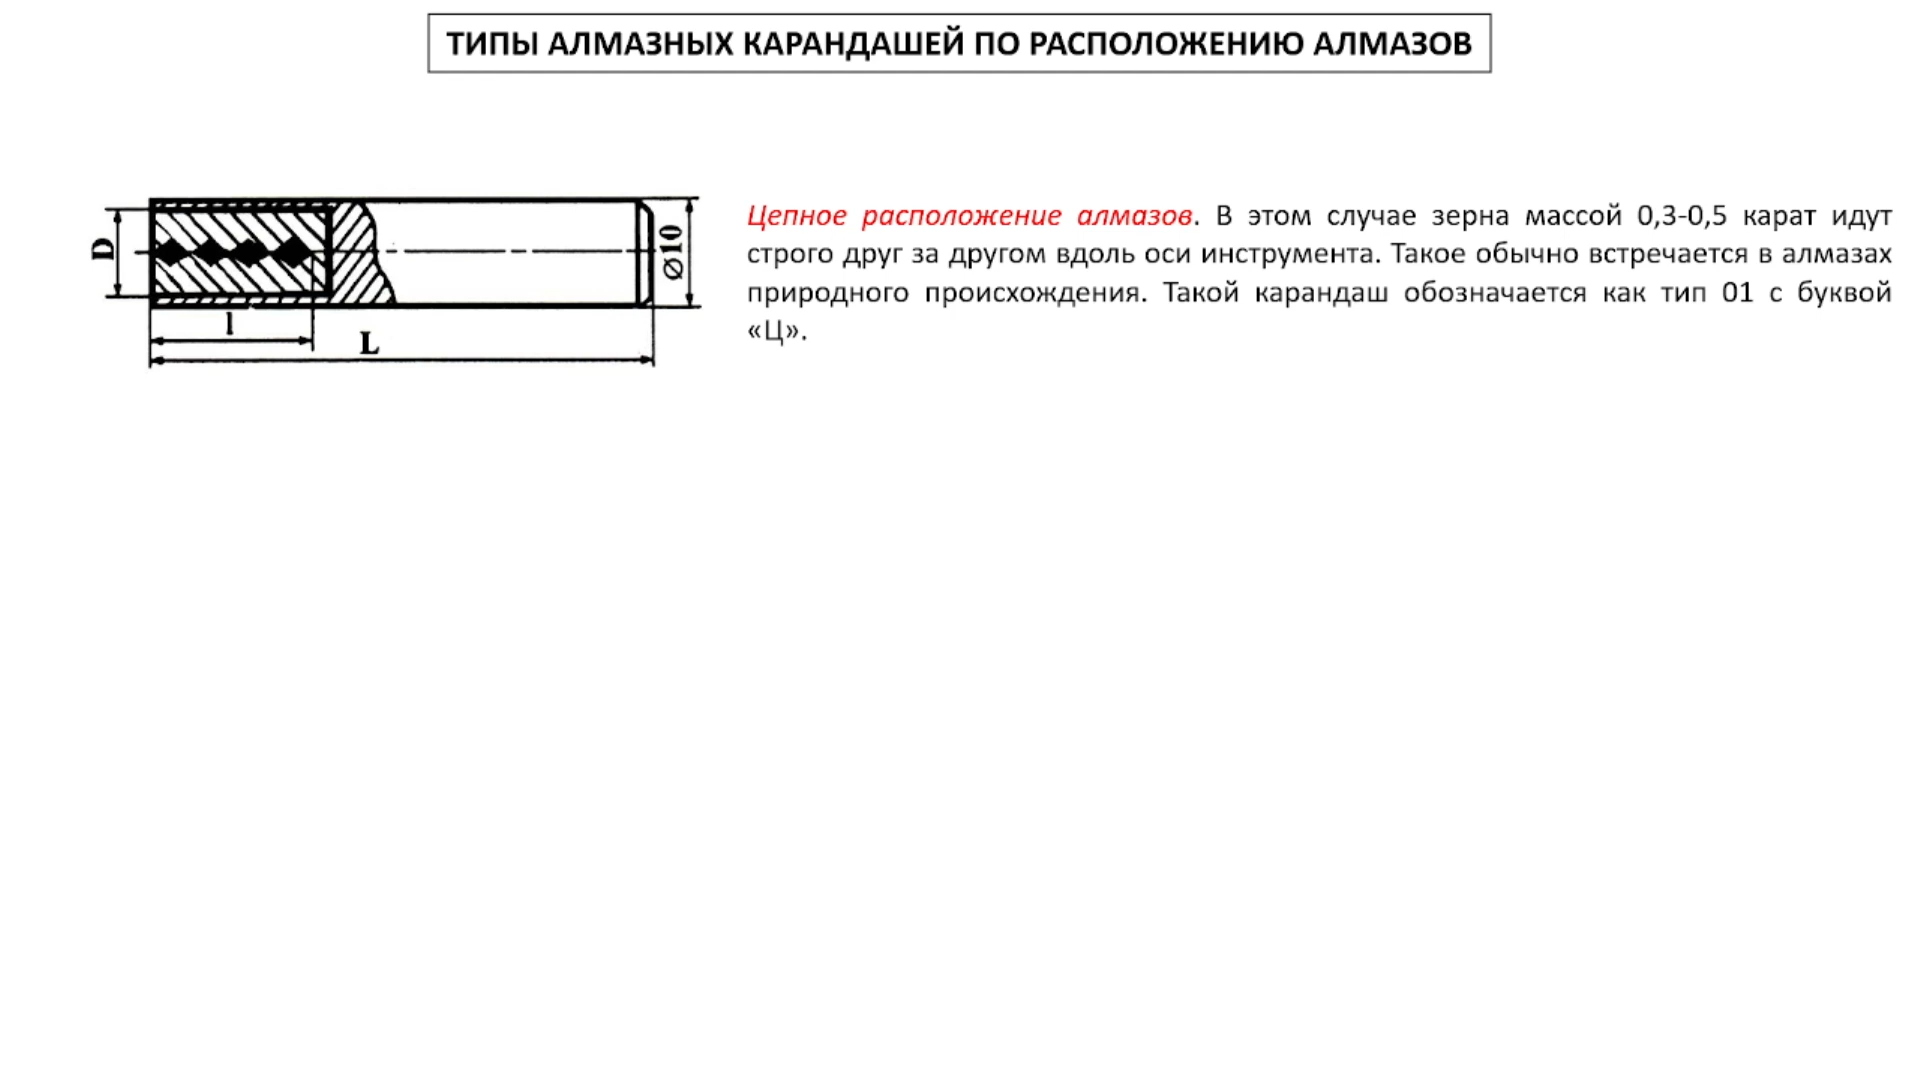 ТИПЫ АЛМАЗНЫХ КАРАНДАШЕЙ ПО РАСПОЛОЖЕНИЮ АЛМАЗОВ
D
l
L
⌀10
Цепное расположение алмазов. В этом случае зерна массой 0,3-0,5 карат идут
строго друг за другом вдоль оси инструмента. Такое обычно встречается в алмазах
природного происхождения. Такой карандаш обозначается как тип 01 с буквой
«Ц».